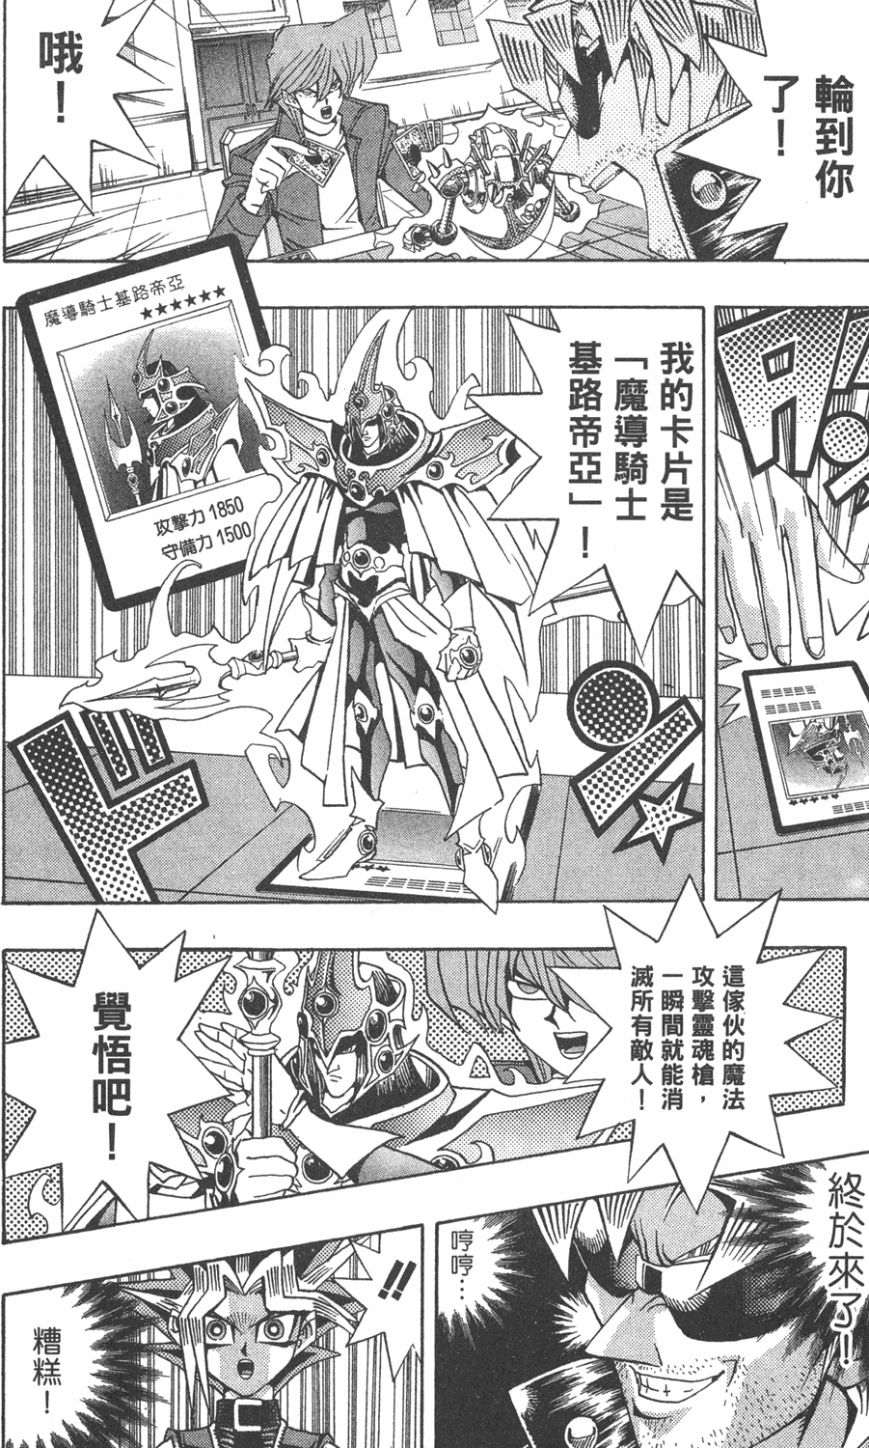 輪到你
了！
哦！
我的卡片是
「魔導騎士
基路帝亞」！
魔導騎士基路帝亞
★★★★★★
攻擊力 1850
守備力 1500
ドン
這傢伙的魔法
攻擊靈魂槍，
一瞬間就能消
滅所有敵人！
覺悟吧！
終於來了！
哼哼…
!!
糟糕！